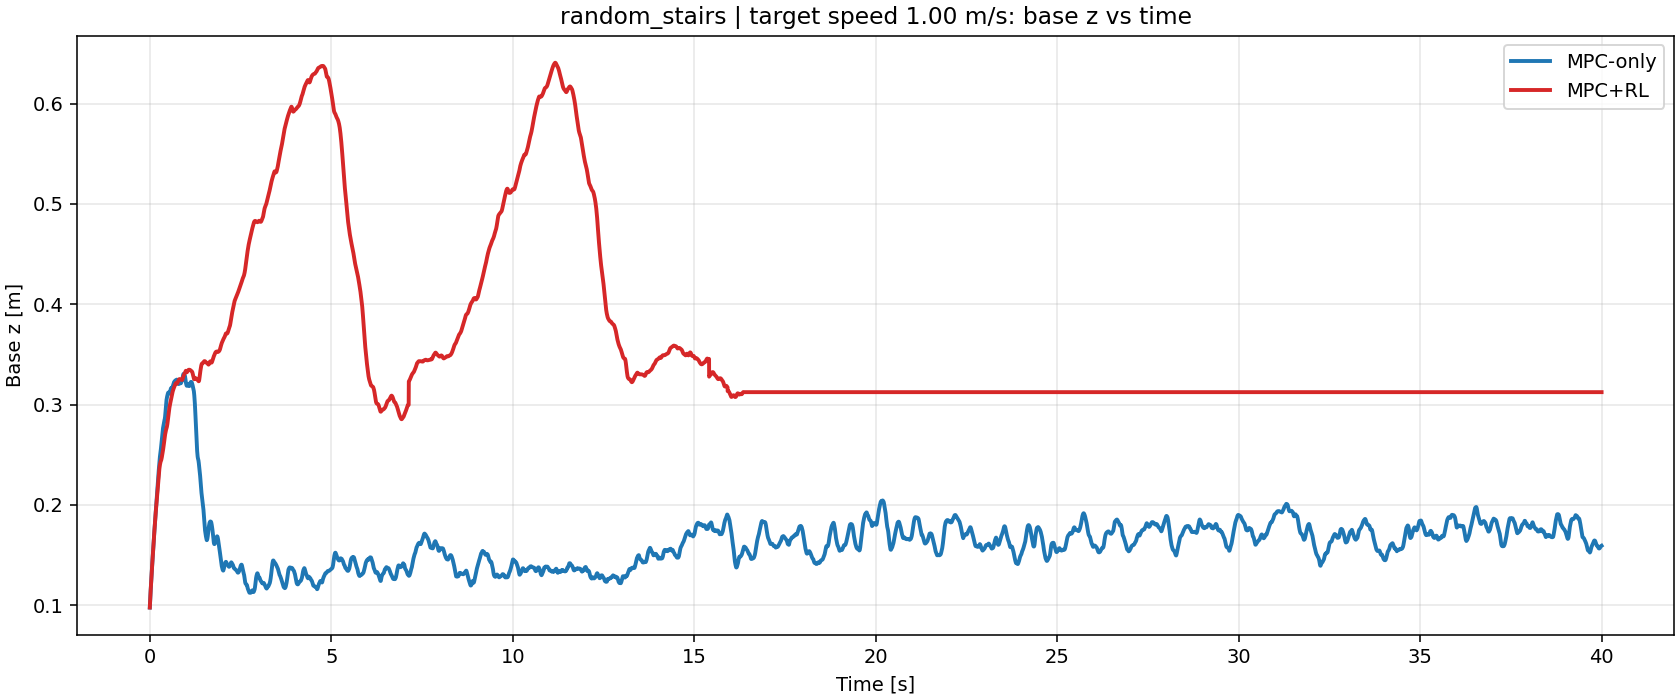 random_stairs | target speed 1.00 m/s: base z vs time
MPC-only
MPC+RL
Base z [m]
0.6
0.5
0.4
0.3
0.2
0.1
0 5 10 15 20 25 30 35 40
Time [s]